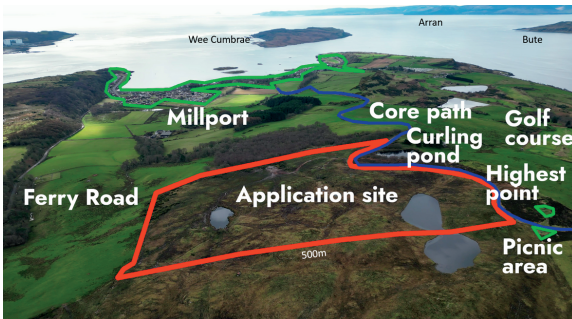 Arran
Wee Cumbrae
Bute
Millport
Core path
Golf
course
Curling
pond
Highest
point
Ferry Road
Application site
Picnic
area
500m